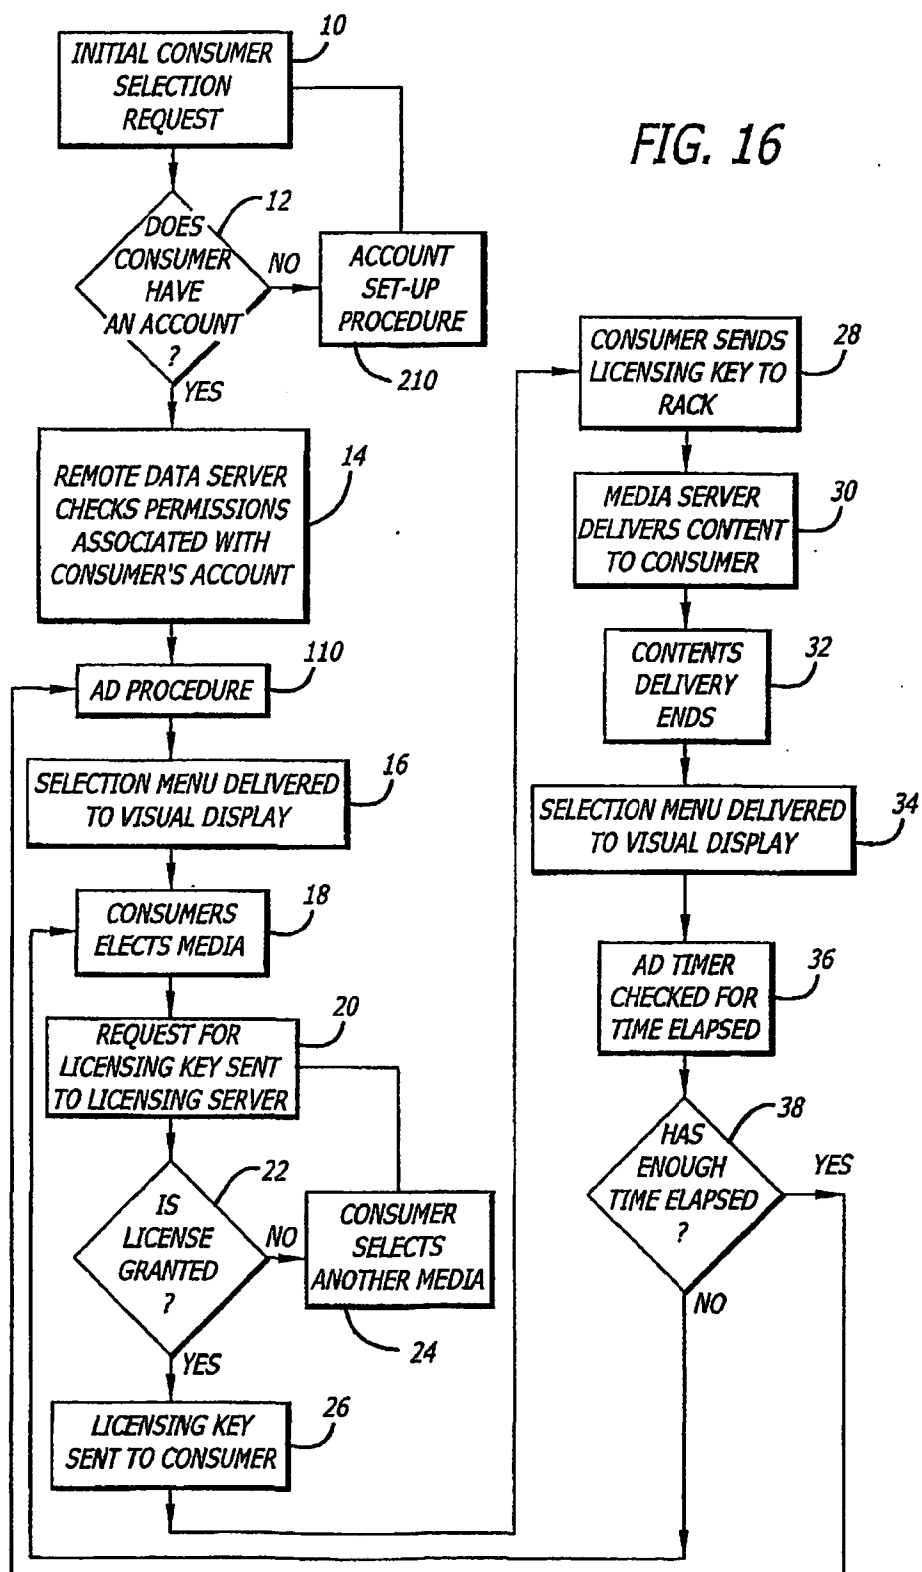 10
INITIAL CONSUMER
SELECTION
REQUEST
FIG. 16
12
DOES
CONSUMER
HAVE
AN ACCOUNT
?
NO
YES
ACCOUNT
SET-UP
PROCEDURE
210
14
REMOTE DATA SERVER
CHECKS PERMISSIONS
ASSOCIATED WITH
CONSUMER'S ACCOUNT
110
AD PROCEDURE
16
SELECTION MENU DELIVERED
TO VISUAL DISPLAY
18
CONSUMERS
ELECTS MEDIA
20
REQUEST FOR
LICENSING KEY SENT
TO LICENSING SERVER
22
IS
LICENSE
GRANTED
?
NO
YES
CONSUMER
SELECTS
ANOTHER MEDIA
24
26
LICENSING KEY
SENT TO CONSUMER
28
CONSUMER SENDS
LICENSING KEY TO
RACK
30
MEDIA SERVER
DELIVERS CONTENT
TO CONSUMER
32
CONTENTS
DELIVERY
ENDS
34
SELECTION MENU DELIVERED
TO VISUAL DISPLAY
36
AD TIMER
CHECKED FOR
TIME ELAPSED
38
HAS
ENOUGH
TIME ELAPSED
?
YES
NO